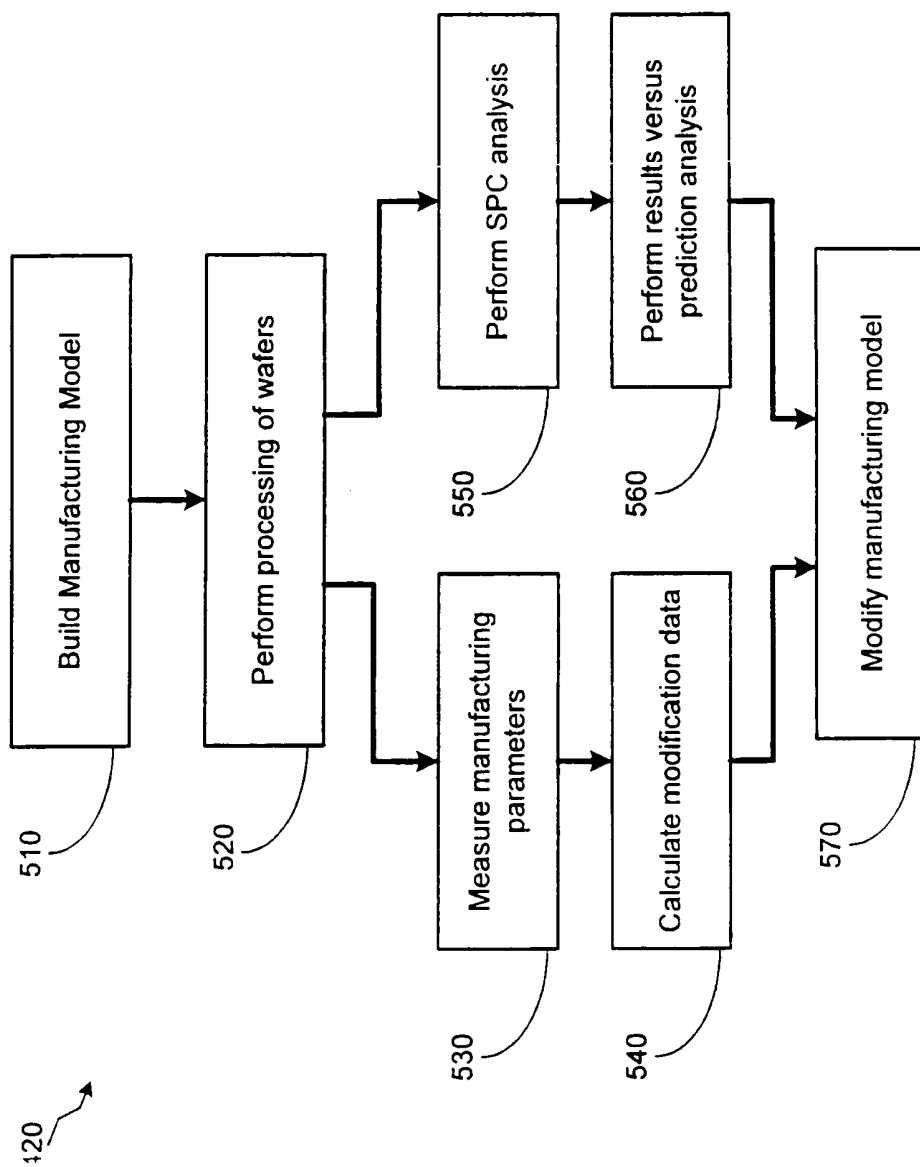 420
510
Build Manufacturing Model
520
Perform processing of wafers
530
Measure manufacturing
parameters
550
Perform SPC analysis
540
Calculate modification data
560
Perform results versus
prediction analysis
570
Modify manufacturing model